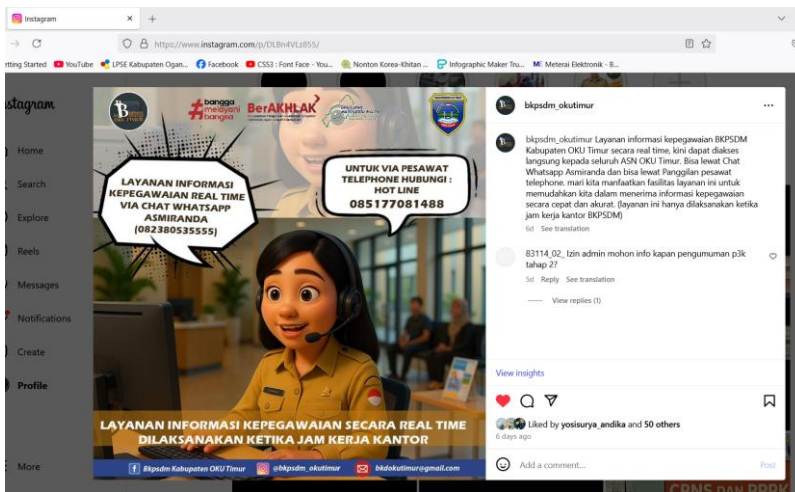 Instagram
https://www.instagram.com/p/DLBn4VLz855/
etting Started YouTube LPSE Kabupaten Ogan... Facebook CSS3 : Font Face - You... Nonton Korea-Khitan ... Infographic Maker Tru... Meterai Elektronik - B...
stagram
Home
Search
Explore
Reels
Messages
Notifications
Create
Profile
More
#bangga
melayani
bangsa
BerAKHLAK
LAYANAN INFORMASI
KEPEGAWAIAN REAL TIME
VIA CHAT WHATSAPP
ASMIRANDA
(082380535555)
UNTUK VIA PESAWAT
TELEPHONE HUBUNGI :
HOT LINE
085177081488
LAYANAN INFORMASI KEPEGAWAIAN SECARA REAL TIME
DILAKSANAKAN KETIKA JAM KERJA KANTOR
Bkpsdm Kabupaten OKU Timur @bkpsdm_okutimur bkdokutimur@gmail.com
bkpsdm_okutimur
bkpsdm_okutimur Layanan informasi kepegawaian BKPSDM
Kabupaten OKU Timur secara real time, kini dapat diakses
langsung kepada seluruh ASN OKU Timur. Bisa lewat Chat
Whatsapp Asmiranda dan bisa lewat Panggilan pesawat
telephone. mari kita manfaatkan fasilitas layanan ini untuk
memudahkan kita dalam menerima informasi kepegawaian
secara cepat dan akurat. (layanan ini hanya dilaksanakan ketika
jam kerja kantor BKPSDM)
6d See translation
83114_02_ Izin admin mohon info kapan pengumuman p3k
tahap 2?
5d Reply See translation
View replies (1)
View insights
Liked by yosisurya_andika and 50 others
6 days ago
Add a comment...
Post
CPNS DAN PPPK